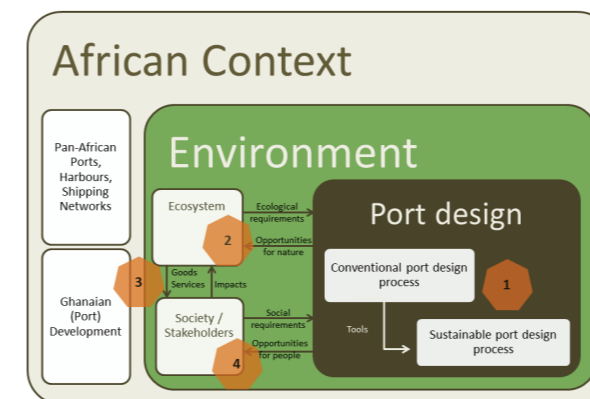 African Context
Pan-African
Ports,
Harbours,
Shipping
Networks
Ghanaian
(Port)
Development
Environment
Ecosystem
2
Ecological
requirements
Opportunities
for nature
3
Goods
Services
Impacts
Society /
Stakeholders
4
Social
requirements
Opportunities
for people
Port design
Conventional port design
process
1
Tools
Sustainable port design
process